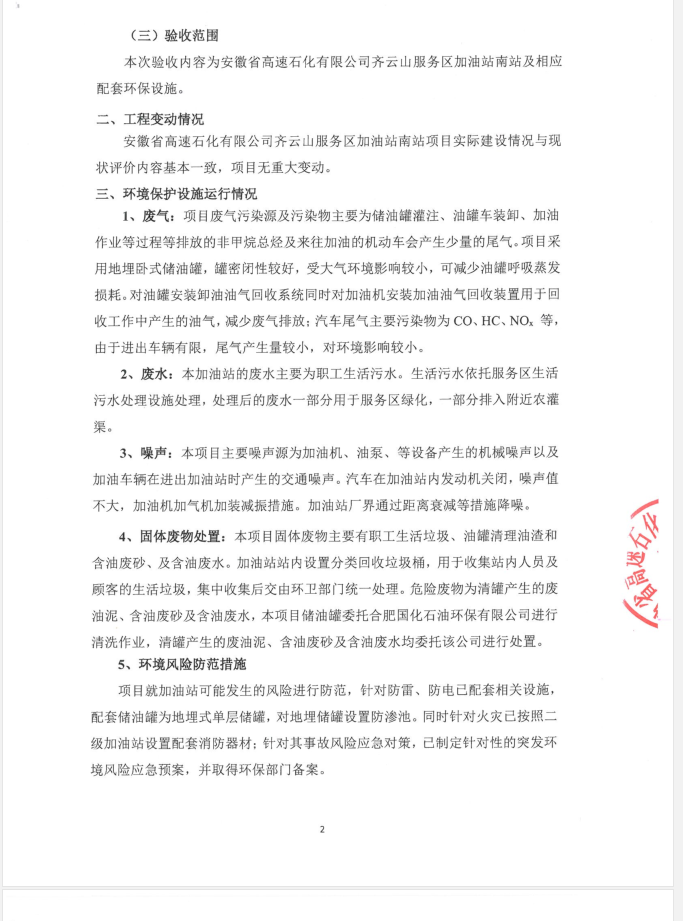 （三）验收范围
本次验收内容为安徽省高速石化有限公司齐云山服务区加油站南站及相应
配套环保设施。
二、工程变动情况
安徽省高速石化有限公司齐云山服务区加油站南站项目实际建设情况与现
状评价内容基本一致，项目无重大变动。
三、环境保护设施运行情况
1、废气：项目废气污染源及污染物主要为储油罐灌注、油罐车装卸、加油
作业等过程等排放的非甲烷总烃及来往加油的机动车会产生少量的尾气。项目采
用地埋卧式储油罐，罐密闭性较好，受大气环境影响较小，可减少油罐呼吸蒸发
损耗。对油罐安装卸油油气回收系统同时对加油机安装加油油气回收装置用于回
收工作中产生的油气，减少废气排放；汽车尾气主要污染物为 CO、HC、NOₓ 等，
由于进出车辆有限，尾气产生量较小，对环境影响较小。
2、废水：本加油站的废水主要为职工生活污水。生活污水依托服务区生活
污水处理设施处理，处理后的废水一部分用于服务区绿化，一部分排入附近农灌
渠。
3、噪声：本项目主要噪声源为加油机、油泵、等设备产生的机械噪声以及
加油车辆在进出加油站时产生的交通噪声。汽车在加油站内发动机关闭，噪声值
不大，加油机加气机加装减振措施。加油站厂界通过距离衰减等措施降噪。
4、固体废物处置：本项目固体废物主要有职工生活垃圾、油罐清理油渣和
含油废砂、及含油废水。加油站站内设置分类回收垃圾桶，用于收集站内人员及
顾客的生活垃圾，集中收集后交由环卫部门统一处理。危险废物为清罐产生的废
油泥、含油废砂及含油废水，本项目储油罐委托合肥国化石油环保有限公司进行
清洗作业，清罐产生的废油泥、含油废砂及含油废水均委托该公司进行处置。
5、环境风险防范措施
项目就加油站可能发生的风险进行防范，针对防雷、防电已配套相关设施，
配套储油罐为地埋式单层储罐，对地埋储罐设置防渗池。同时针对火灾已按照二
级加油站设置配套消防器材；针对其事故风险应急对策，已制定针对性的突发环
境风险应急预案，并取得环保部门备案。
省高速石化
2